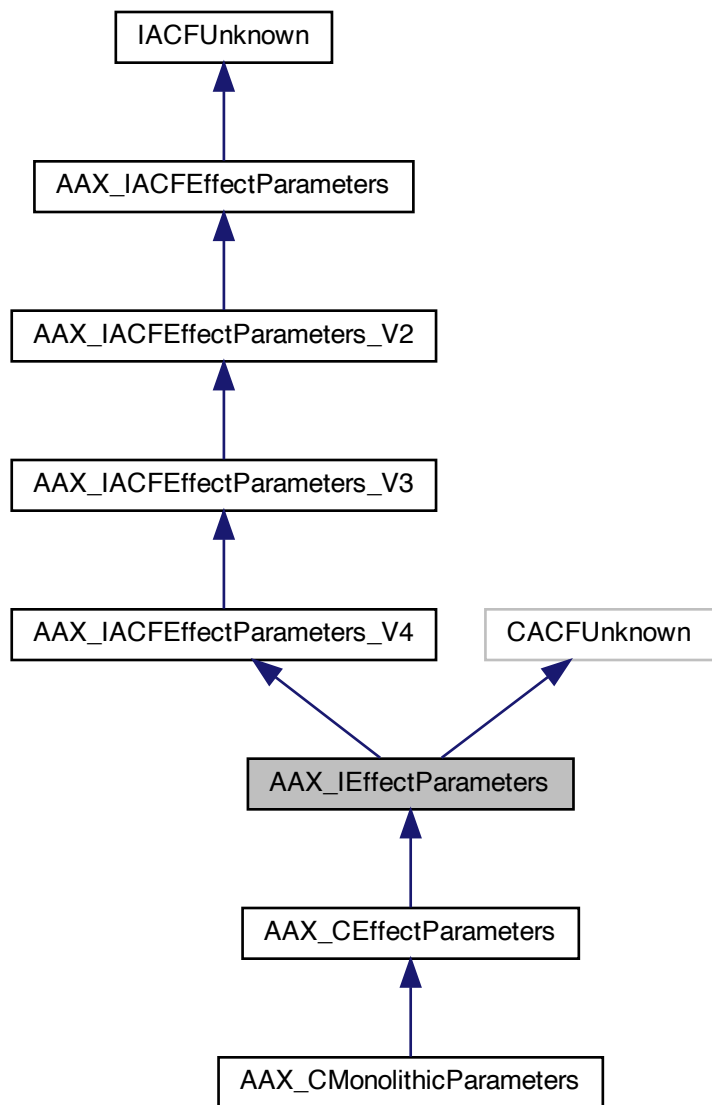 IACFUnknown
AAX_IACFEffectParameters
AAX_IACFEffectParameters_V2
AAX_IACFEffectParameters_V3
AAX_IACFEffectParameters_V4
CACFUnknown
AAX_IEffectParameters
AAX_CEffectParameters
AAX_CMonolithicParameters